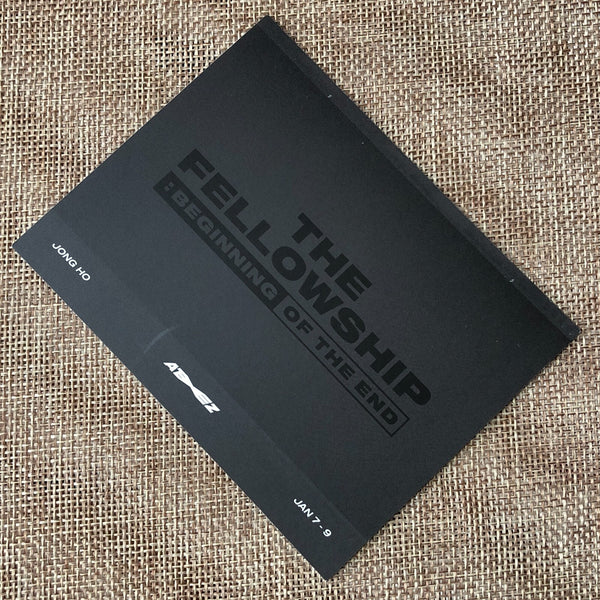 THE
FELLOWSHIP
:BEGINNING OF THE END
JONG HO
ATEEZ
JAN 7 - 9